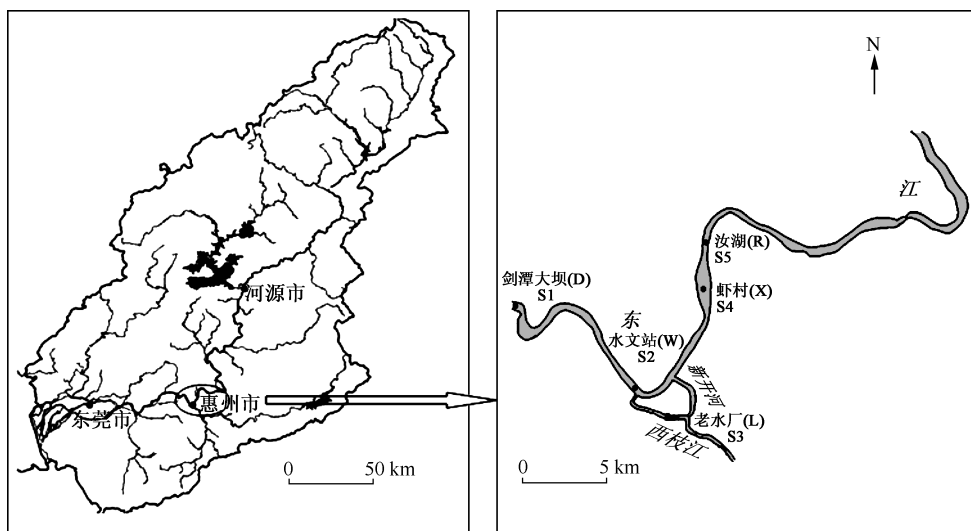 河源市
东莞市
惠州市
0 50 km
N
江
汝湖(R)
S5
剑潭大坝(D)
S1
虾村(X)
S4
东
水文站(W)
S2
新开河
老水厂(L)
S3
西枝江
0 5 km